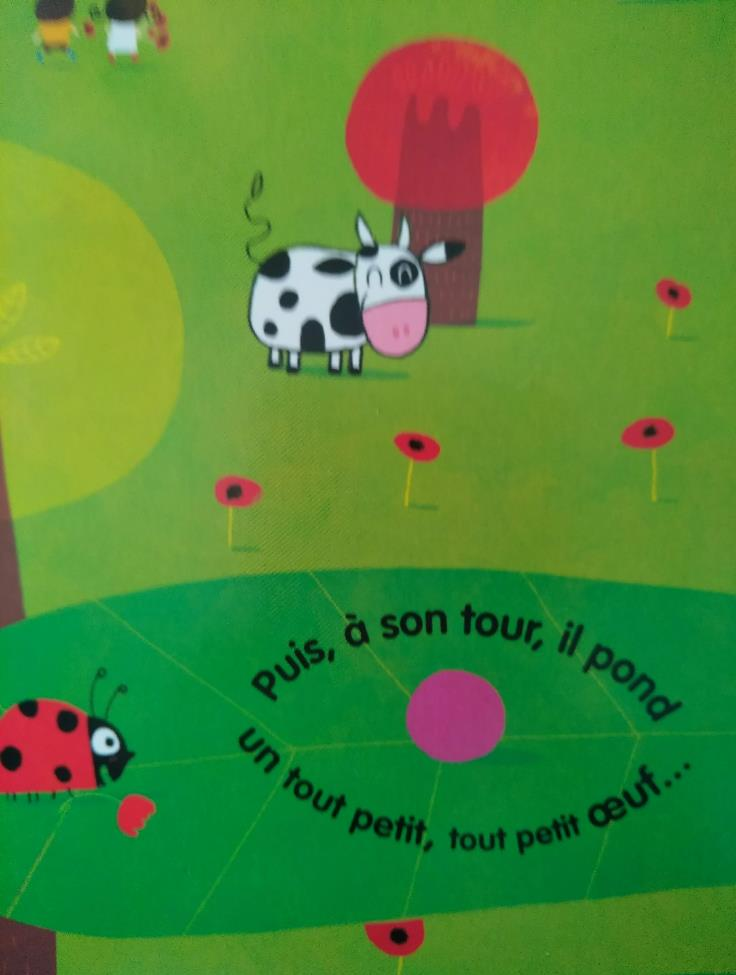 Puis, à son tour, il pond
un tout petit, tout petit œuf...